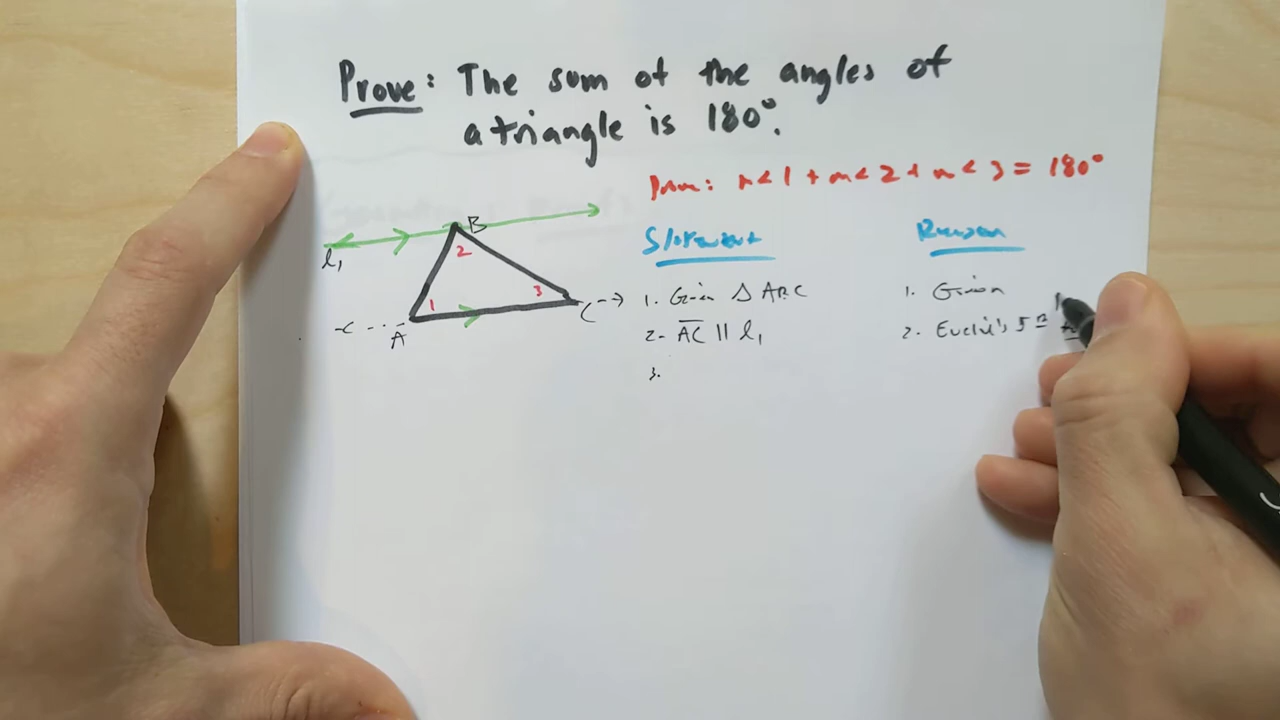 Prove: The sum of the angles of
a triangle is 180°.
Prove: m<1 + m<2 + m<3 = 180°
B
l₁
2
1
3
A
C
Statement
Reason
1. Given △ ABC
1. Given
2. AC || l₁
2. Euclid's 5th
3.